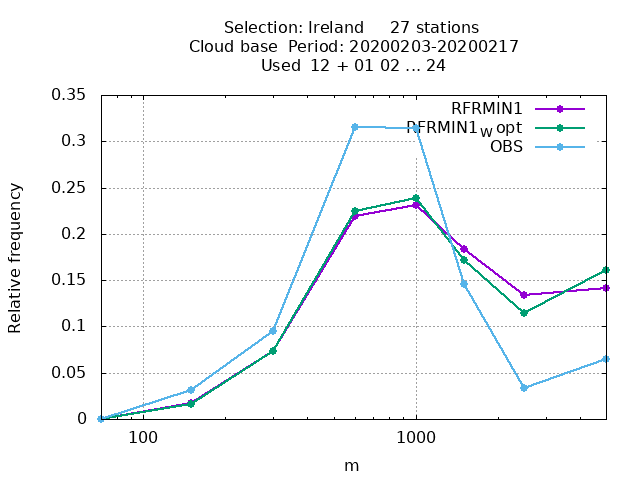 Selection: Ireland     27 stations
Cloud base  Period: 20200203-20200217
Used  12 + 01 02 ... 24
0.35
0.3
0.25
0.2
0.15
0.1
0.05
0
100
1000
m
Relative frequency
RFRMIN1
RFRMIN1_w opt
OBS